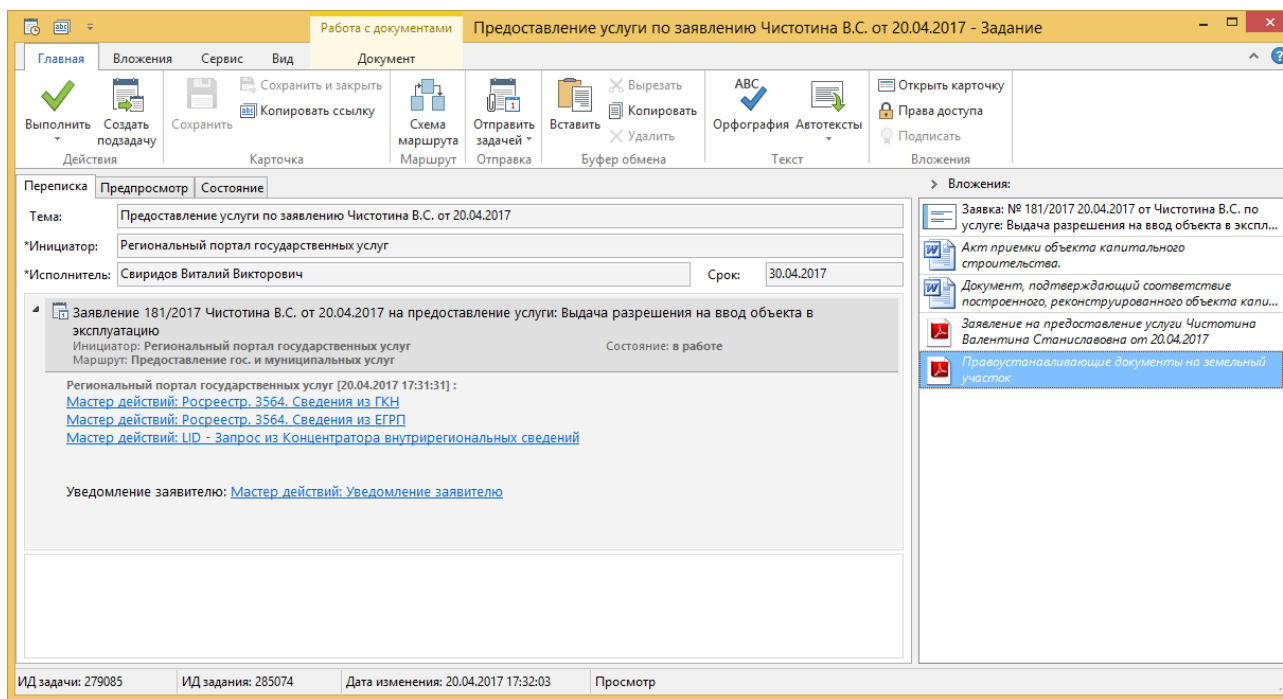 Работа с документами
Предоставление услуги по заявлению Чистотина В.С. от 20.04.2017 - Задание
Главная Вложения Сервис Вид Документ
Выполнить
Создать подзадачу
Действия
Сохранить
Сохранить и закрыть
abc Копировать ссылку
Карточка
Схема маршрута
Маршрут
Отправить задачей
Отправка
Вставить
Вырезать
Копировать
Удалить
Буфер обмена
ABC
Орфография
Автотексты
Текст
Открыть карточку
Права доступа
Подписать
Вложения
Переписка Предпросмотр Состояние
Тема: Предоставление услуги по заявлению Чистотина В.С. от 20.04.2017
*Инициатор: Региональный портал государственных услуг
*Исполнитель: Свиридов Виталий Викторович Срок: 30.04.2017
Заявление 181/2017 Чистотина В.С. от 20.04.2017 на предоставление услуги: Выдача разрешения на ввод объекта в
эксплуатацию
Инициатор: Региональный портал государственных услуг Состояние: в работе
Маршрут: Предоставление гос. и муниципальных услуг
Региональный портал государственных услуг [20.04.2017 17:31:31] :
Мастер действий: Росреестр. 3564. Сведения из ГКН
Мастер действий: Росреестр. 3564. Сведения из ЕГРП
Мастер действий: LID - Запрос из Концентратора внутрирегиональных сведений
Уведомление заявителю: Мастер действий: Уведомление заявителю
Вложения:
Заявка: № 181/2017 20.04.2017 от Чистотина В.С. по
услуге: Выдача разрешения на ввод объекта в экспл...
Акт приемки объекта капитального
строительства.
Документ, подтверждающий соответствие
построенного, реконструированного объекта капи...
Заявление на предоставление услуги Чистотина
Валентина Станиславовна от 20.04.2017
Правоустанавливающие документы на земельный
участок
ИД задачи: 279085 ИД задания: 285074 Дата изменения: 20.04.2017 17:32:03 Просмотр